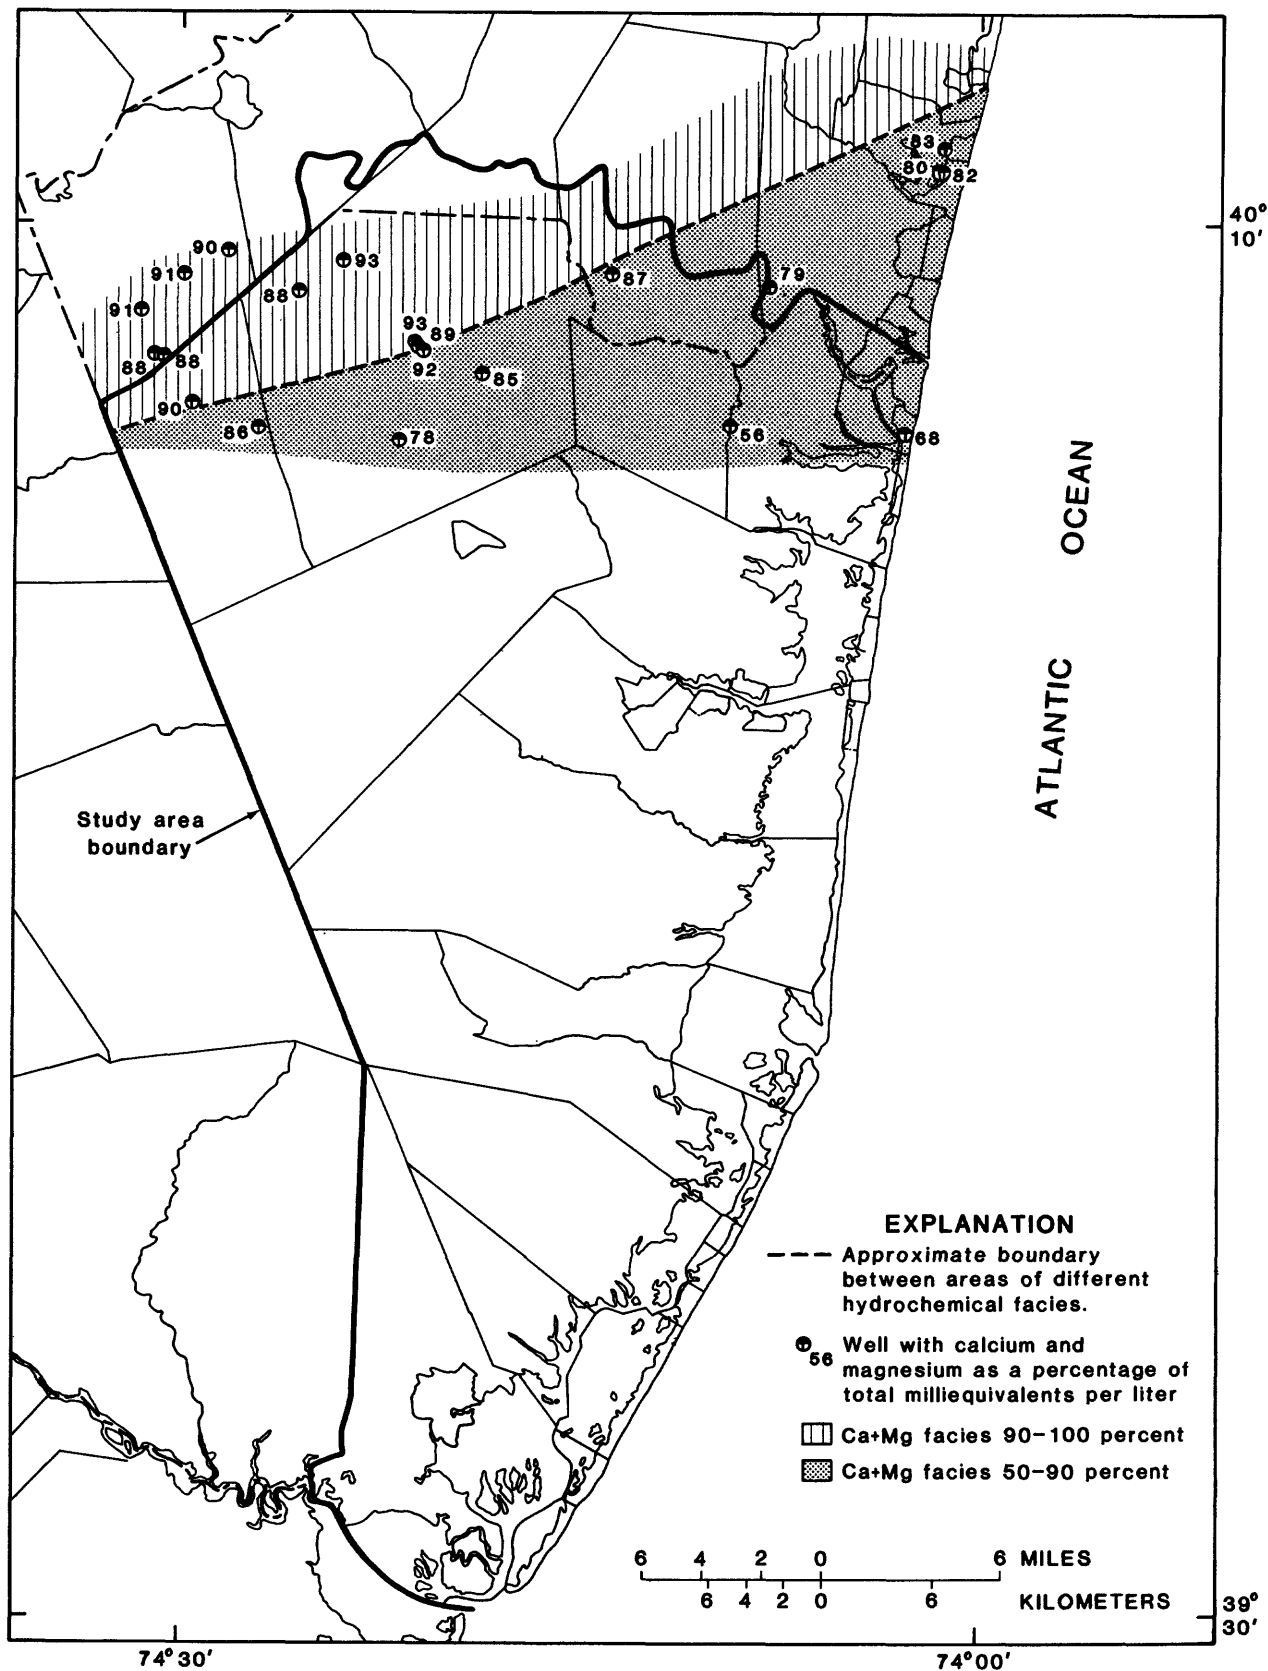 83
80
82
40°
10'
90
91
93
88
87
79
91
93
89
88
88
92
85
90
86
78
56
68
ATLANTIC OCEAN
Study area
boundary
EXPLANATION
Approximate boundary
between areas of different
hydrochemical facies.
56
Well with calcium and
magnesium as a percentage of
total milliequivalents per liter
Ca+Mg facies 90-100 percent
Ca+Mg facies 50-90 percent
6 4 2 0 6 MILES
6 4 2 0 6 KILOMETERS
39°
30'
74°30'
74°00'